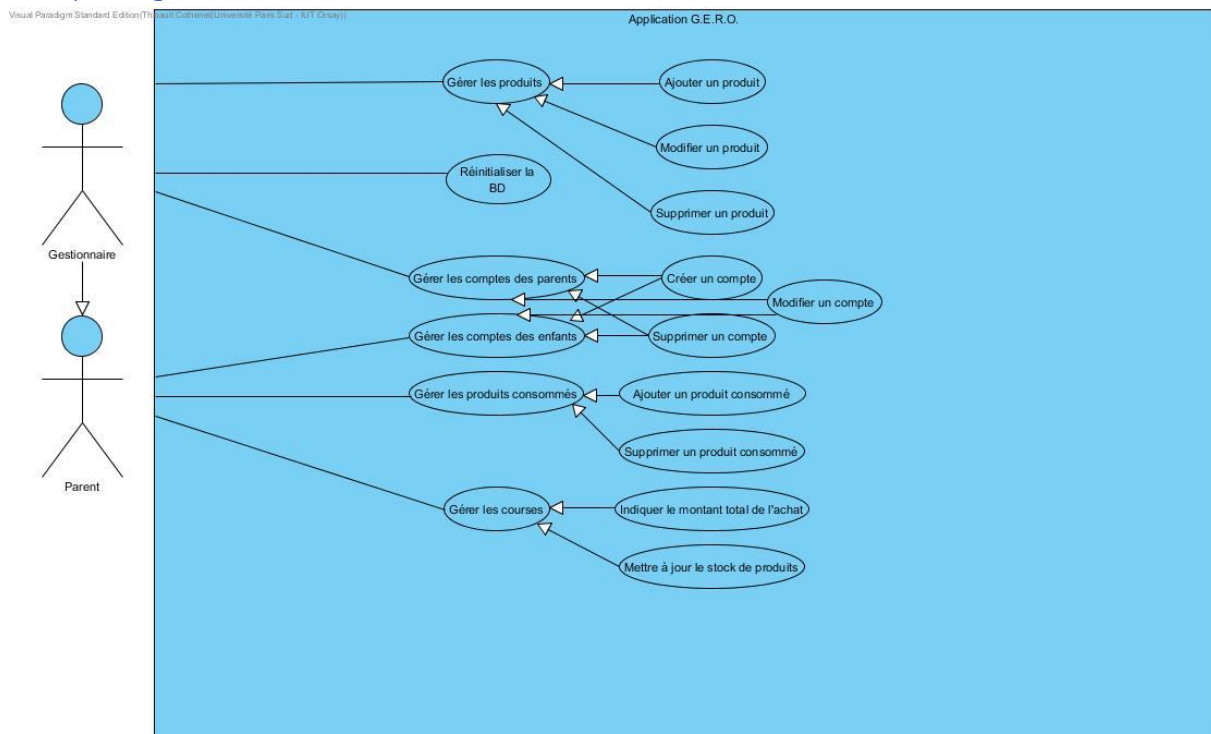 Visual Paradigm Standard Edition(Thibault Cothenet(Université Paris Sud - IUT Orsay))
Application G.E.R.O.
Gérer les produits
Ajouter un produit
Modifier un produit
Réinitialiser la
BD
Supprimer un produit
Gestionnaire
Gérer les comptes des parents
Créer un compte
Modifier un compte
Gérer les comptes des enfants
Supprimer un compte
Gérer les produits consommés
Ajouter un produit consommé
Supprimer un produit consommé
Parent
Gérer les courses
Indiquer le montant total de l'achat
Mettre à jour le stock de produits